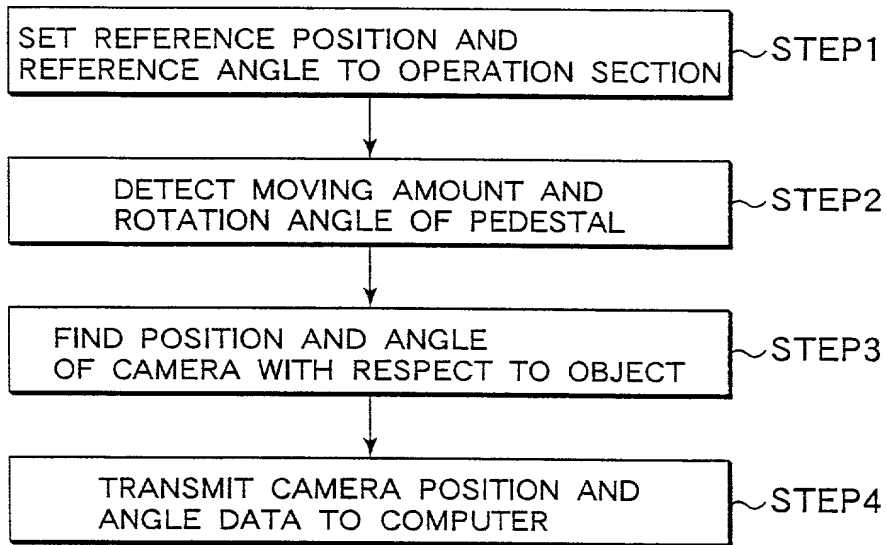 SET REFERENCE POSITION AND
REFERENCE ANGLE TO OPERATION SECTION
STEP1
DETECT MOVING AMOUNT AND
ROTATION ANGLE OF PEDESTAL
STEP2
FIND POSITION AND ANGLE
OF CAMERA WITH RESPECT TO OBJECT
STEP3
TRANSMIT CAMERA POSITION AND
ANGLE DATA TO COMPUTER
STEP4